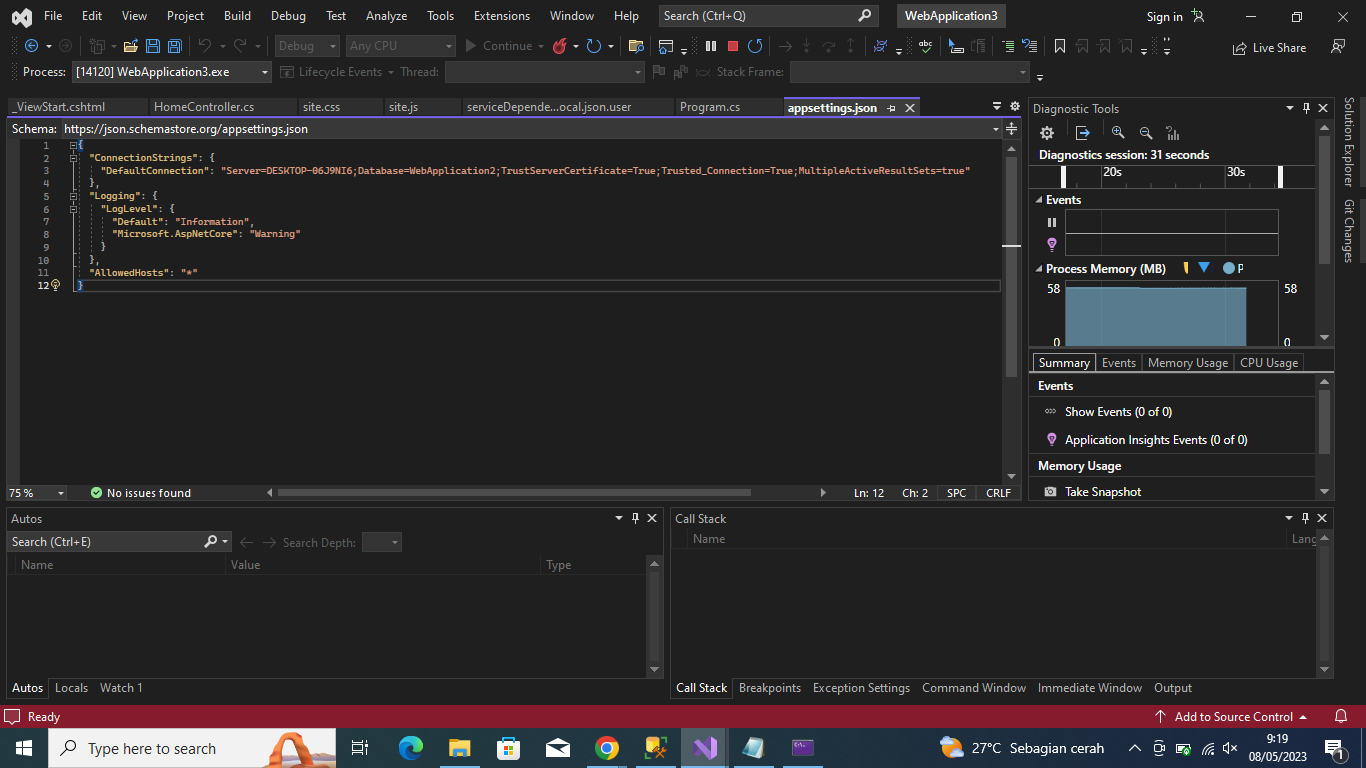 File Edit View Project Build Debug Test Analyze Tools Extensions Window Help Search (Ctrl+Q) WebApplication3 Sign in
Debug Any CPU Continue Live Share
Process: [14120] WebApplication3.exe Lifecycle Events Thread: Stack Frame:
_ViewStart.cshtml HomeController.cs site.css site.js serviceDepende...ocal.json.user Program.cs appsettings.json
Schema: https://json.schemastore.org/appsettings.json
1 {
2 "ConnectionStrings": {
3 "DefaultConnection": "Server=DESKTOP-06J9NI6;Database=WebApplication2;TrustServerCertificate=True;Trusted_Connection=True;MultipleActiveResultSets=true"
4 },
5 "Logging": {
6 "LogLevel": {
7 "Default": "Information",
8 "Microsoft.AspNetCore": "Warning"
9 }
10 },
11 "AllowedHosts": "*"
12 }
75 % No issues found Ln: 12 Ch: 2 SPC CRLF
Diagnostic Tools
Diagnostics session: 31 seconds
20s 30s
Events
Process Memory (MB) P
58 58
0 0
Summary Events Memory Usage CPU Usage
Events
Show Events (0 of 0)
Application Insights Events (0 of 0)
Memory Usage
Take Snapshot
Solution Explorer
Git Changes
Autos
Search (Ctrl+E) Search Depth:
Name Value Type
Autos Locals Watch 1
Call Stack
Name Lang
Call Stack Breakpoints Exception Settings Command Window Immediate Window Output
Ready Add to Source Control
Type here to search 27°C Sebagian cerah 9:19
08/05/2023
1